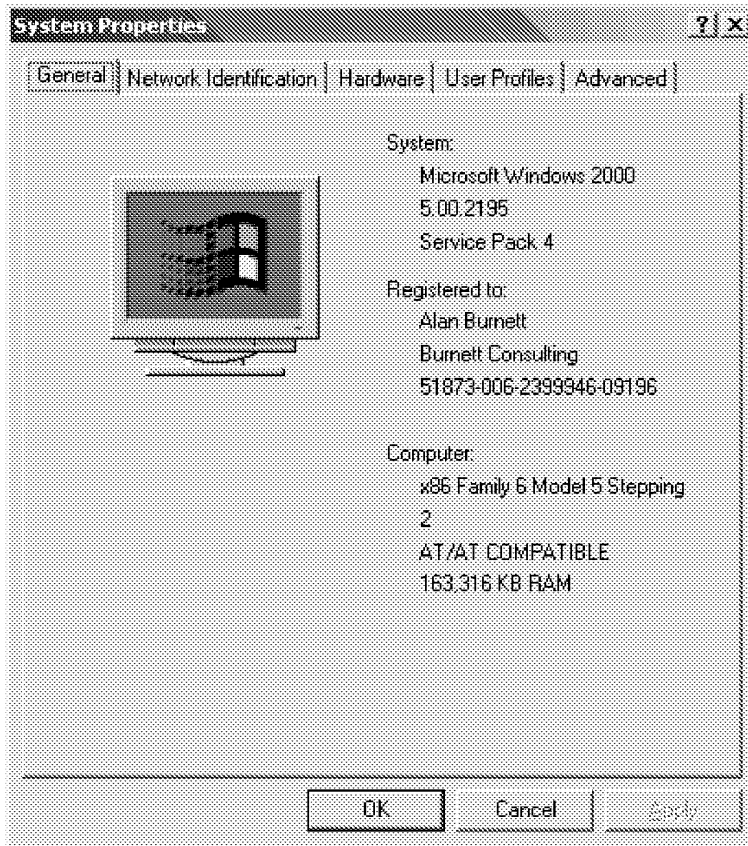 System Properties
General Network Identification Hardware User Profiles Advanced
System:
Microsoft Windows 2000
5.00.2195
Service Pack 4
Registered to:
Alan Burnett
Burnett Consulting
51873-006-2399946-09196
Computer:
x86 Family 6 Model 5 Stepping
2
AT/AT COMPATIBLE
163,316 KB RAM
OK Cancel Apply